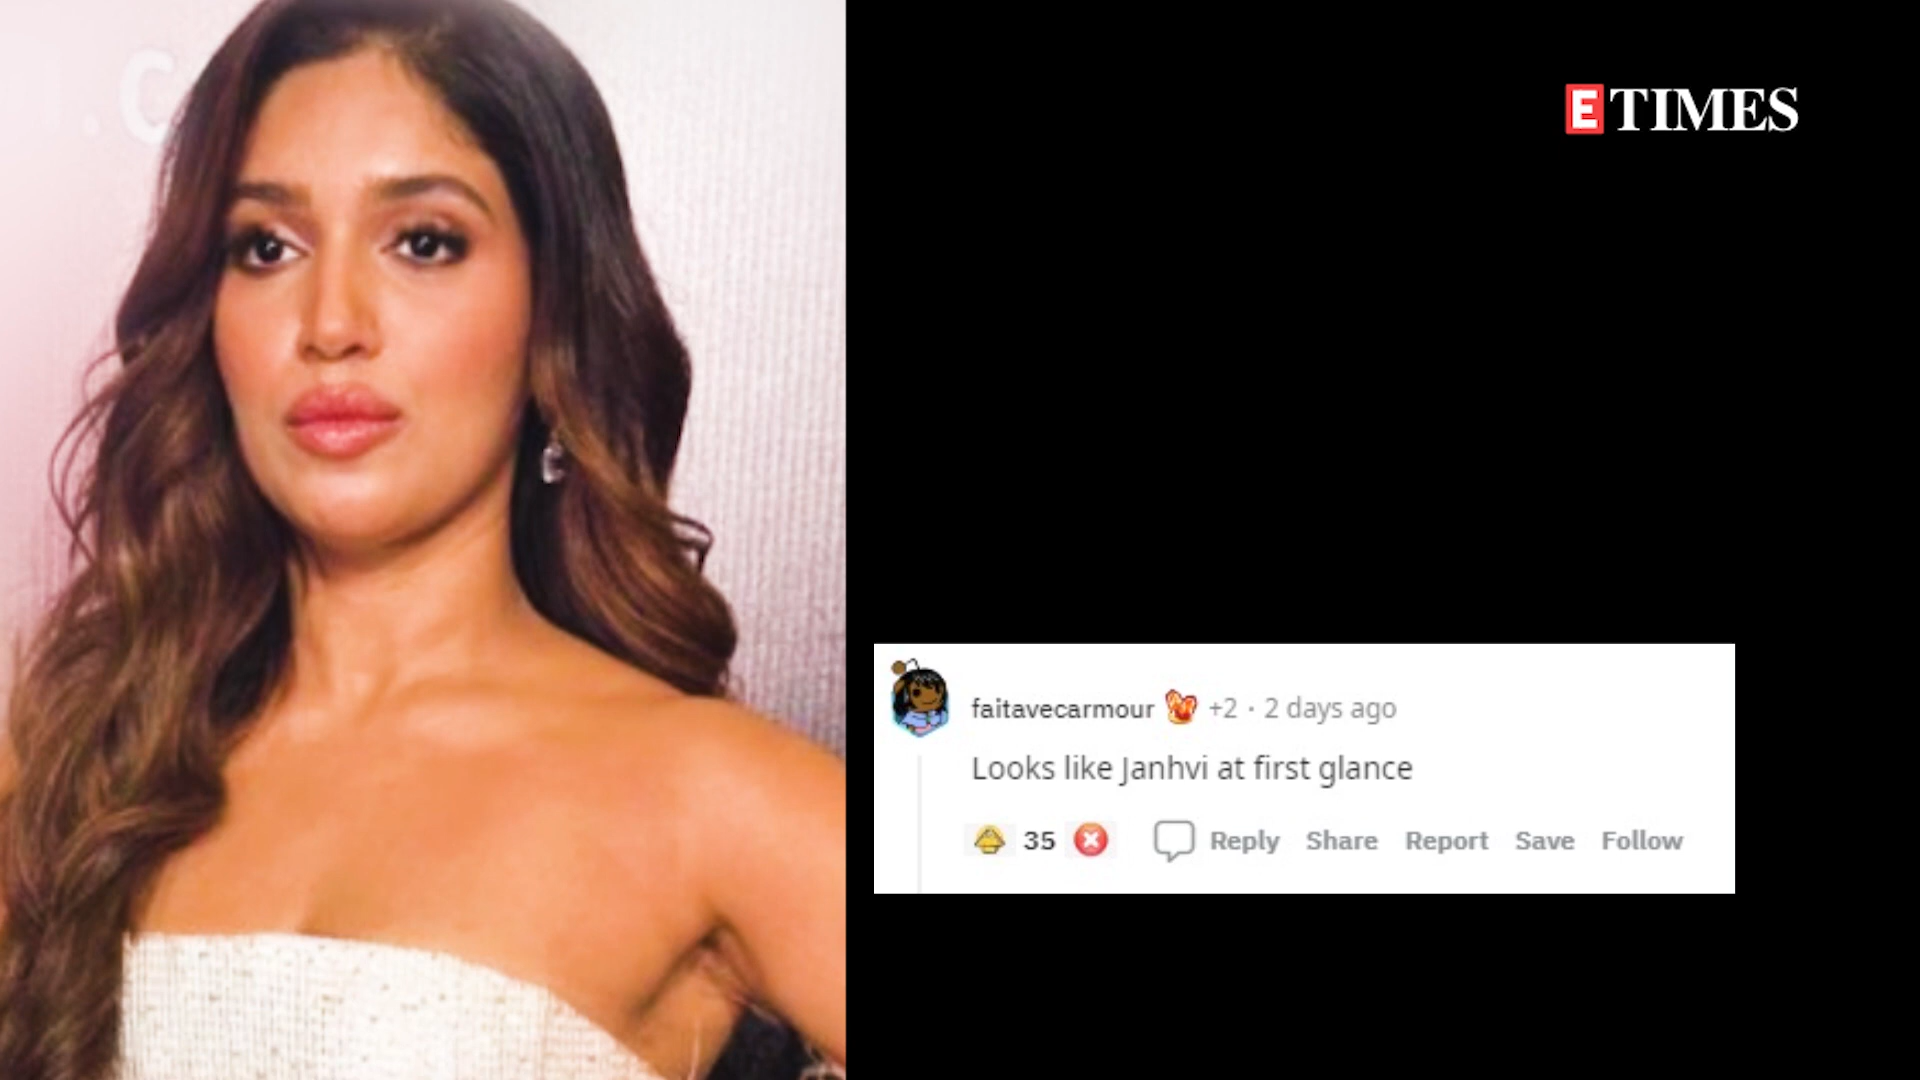 ETIMES
faitavecarmour +2 · 2 days ago
Looks like Janhvi at first glance
35 Reply Share Report Save Follow